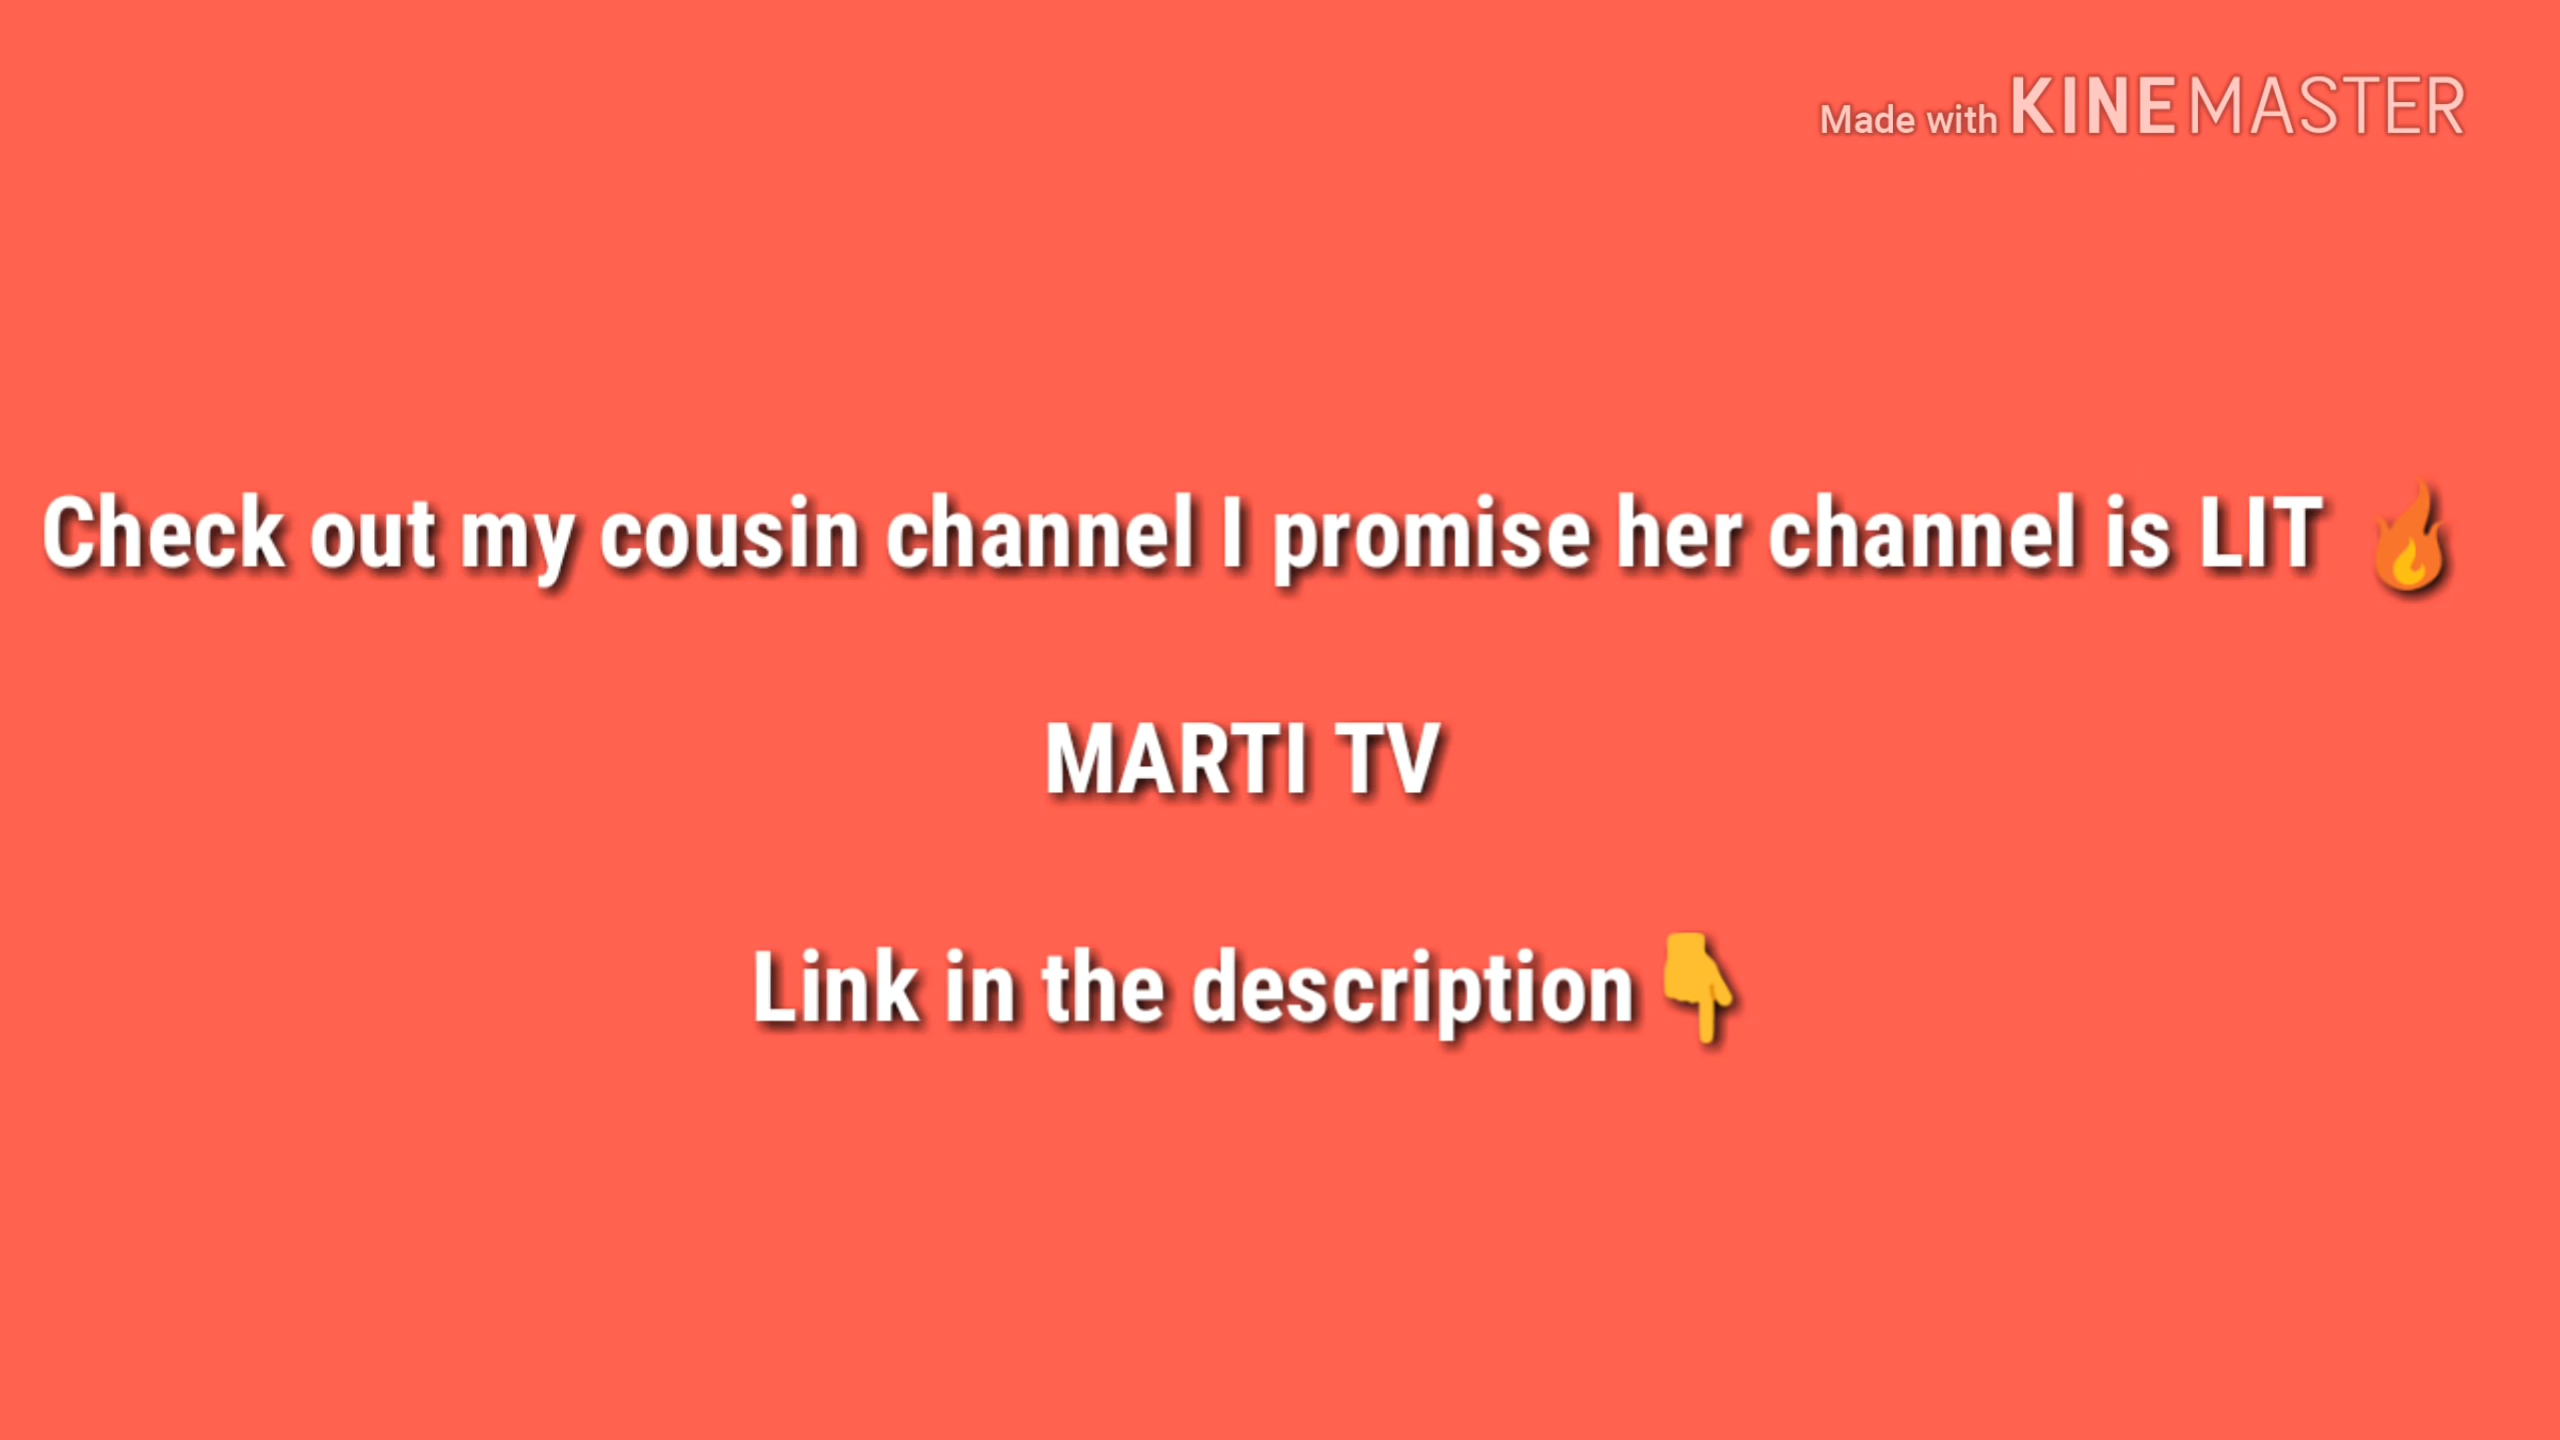 Made with KINEMASTER
Check out my cousin channel I promise her channel is LIT 🔥
MARTI TV
Link in the description👇